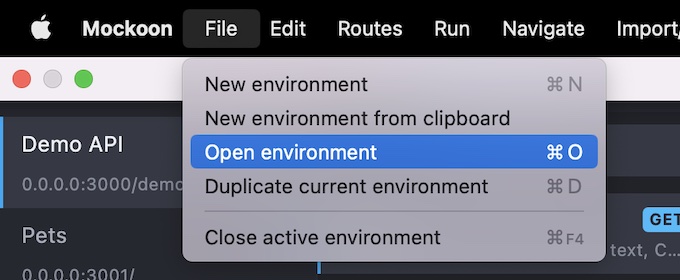 Mockoon File Edit Routes Run Navigate Import/
New environment ⌘ N
New environment from clipboard
Open environment ⌘ O
Duplicate current environment ⌘ D
Close active environment ⌘F4
Demo API
0.0.0.0:3000/demo
Pets
0.0.0.0:3001/
GET
text, C...